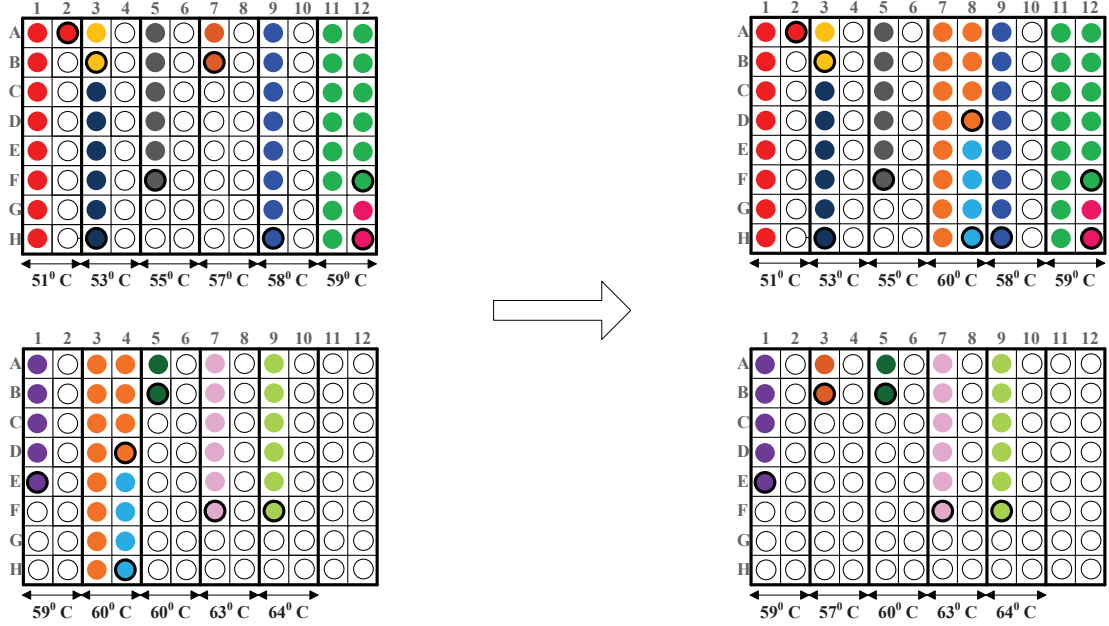 1 2 3 4 5 6 7 8 9 10 11 12
A
B
C
D
E
F
G
H
51⁰ C 53⁰ C 55⁰ C 57⁰ C 58⁰ C 59⁰ C
1 2 3 4 5 6 7 8 9 10 11 12
A
B
C
D
E
F
G
H
59⁰ C 60⁰ C 60⁰ C 63⁰ C 64⁰ C
1 2 3 4 5 6 7 8 9 10 11 12
A
B
C
D
E
F
G
H
51⁰ C 53⁰ C 55⁰ C 60⁰ C 58⁰ C 59⁰ C
1 2 3 4 5 6 7 8 9 10 11 12
A
B
C
D
E
F
G
H
59⁰ C 57⁰ C 60⁰ C 63⁰ C 64⁰ C